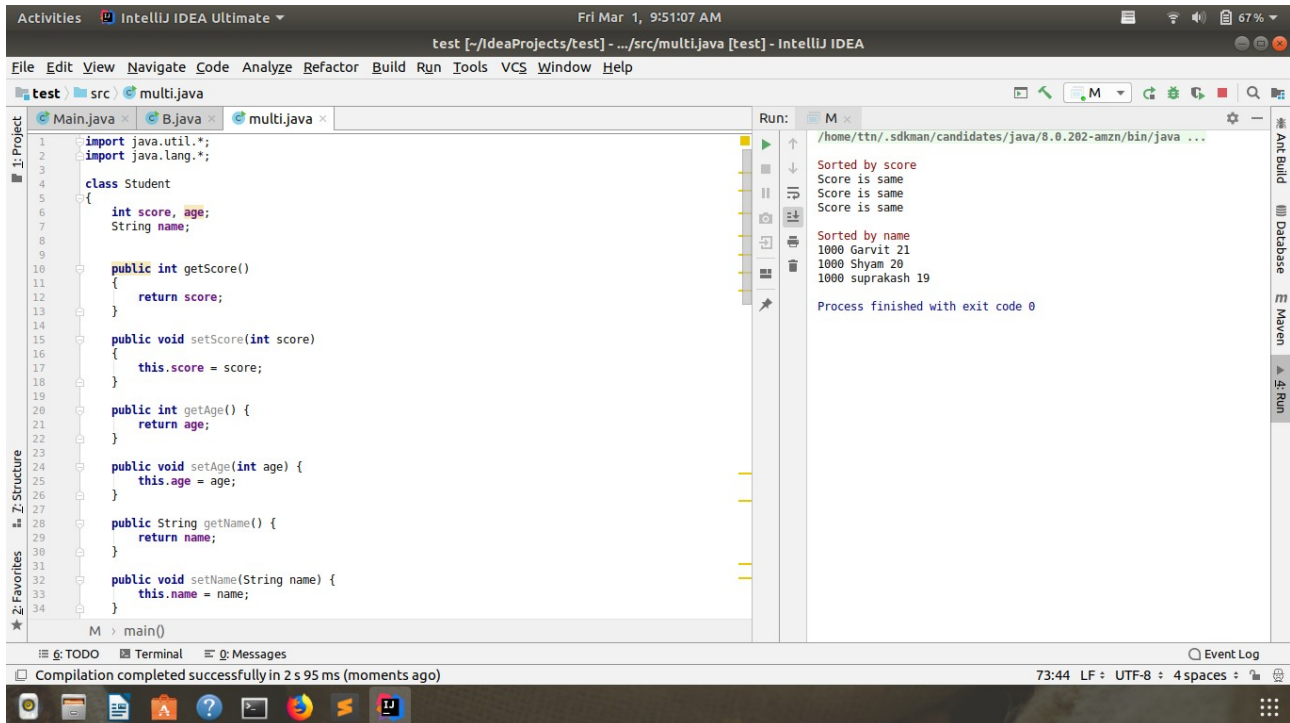 Activities IntelliJ IDEA Ultimate Fri Mar 1, 9:51:07 AM 67%
test [~/IdeaProjects/test] - .../src/multi.java [test] - IntelliJ IDEA
File Edit View Navigate Code Analyze Refactor Build Run Tools VCS Window Help
test src multi.java M
Main.java B.java multi.java
1: Project
7: Structure
2: Favorites
1 import java.util.*;
2 import java.lang.*;
3
4 class Student
5 {
6 int score, age;
7 String name;
8
9
10 public int getScore()
11 {
12 return score;
13 }
14
15 public void setScore(int score)
16 {
17 this.score = score;
18 }
19
20 public int getAge() {
21 return age;
22 }
23
24 public void setAge(int age) {
25 this.age = age;
26 }
27
28 public String getName() {
29 return name;
30 }
31
32 public void setName(String name) {
33 this.name = name;
34 }
M > main()
Run: M
/home/ttn/.sdkman/candidates/java/8.0.202-amzn/bin/java ...
Sorted by score
Score is same
Score is same
Score is same
Sorted by name
1000 Garvit 21
1000 Shyam 20
1000 suprakash 19
Process finished with exit code 0
Ant Build
Database
m Maven
4: Run
6: TODO Terminal 0: Messages Event Log
Compilation completed successfully in 2 s 95 ms (moments ago) 73:44 LF UTF-8 4 spaces